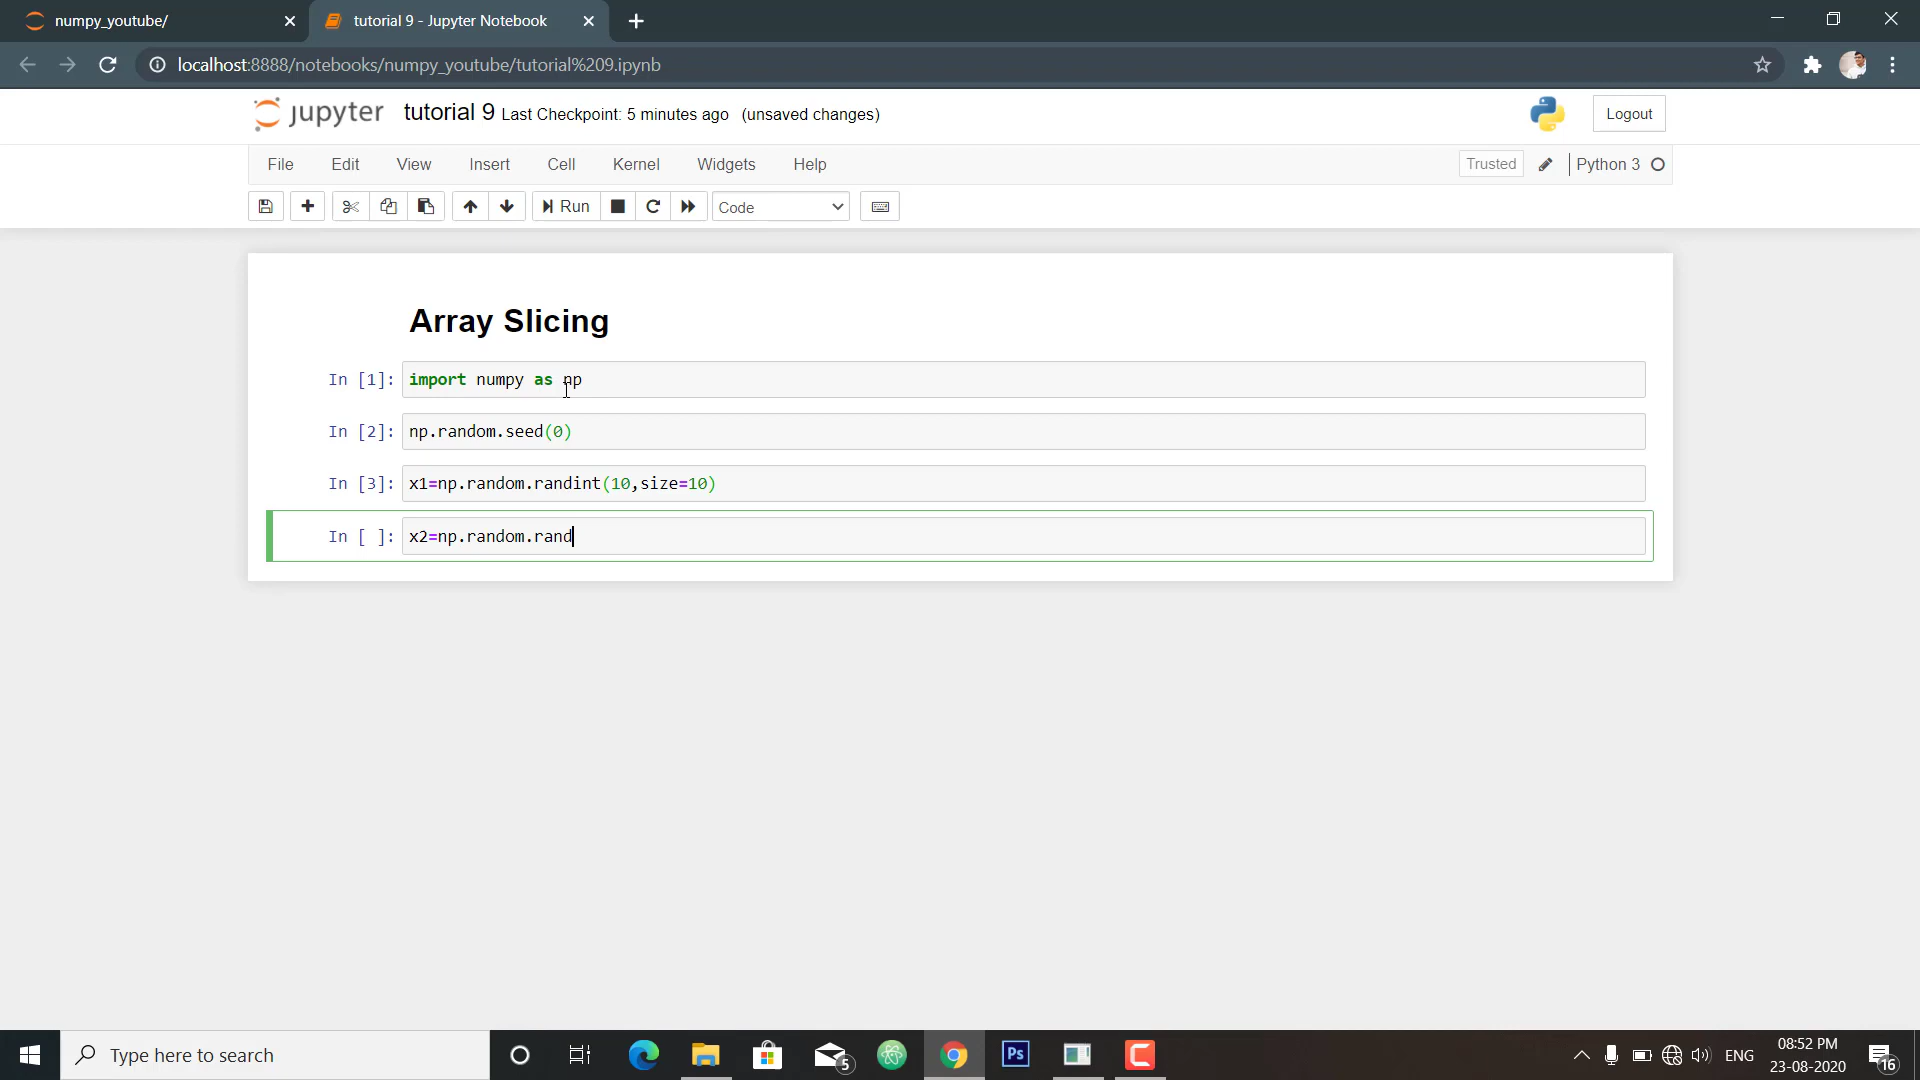 numpy_youtube/
tutorial 9 - Jupyter Notebook
localhost:8888/notebooks/numpy_youtube/tutorial%209.ipynb
jupyter tutorial 9 Last Checkpoint: 5 minutes ago (unsaved changes)
Logout
File Edit View Insert Cell Kernel Widgets Help
Trusted Python 3
Run Code
Array Slicing
In [1]: import numpy as np
In [2]: np.random.seed(0)
In [3]: x1=np.random.randint(10,size=10)
In [ ]: x2=np.random.rand
Type here to search
5
Ps
ENG
08:52 PM
23-08-2020
16